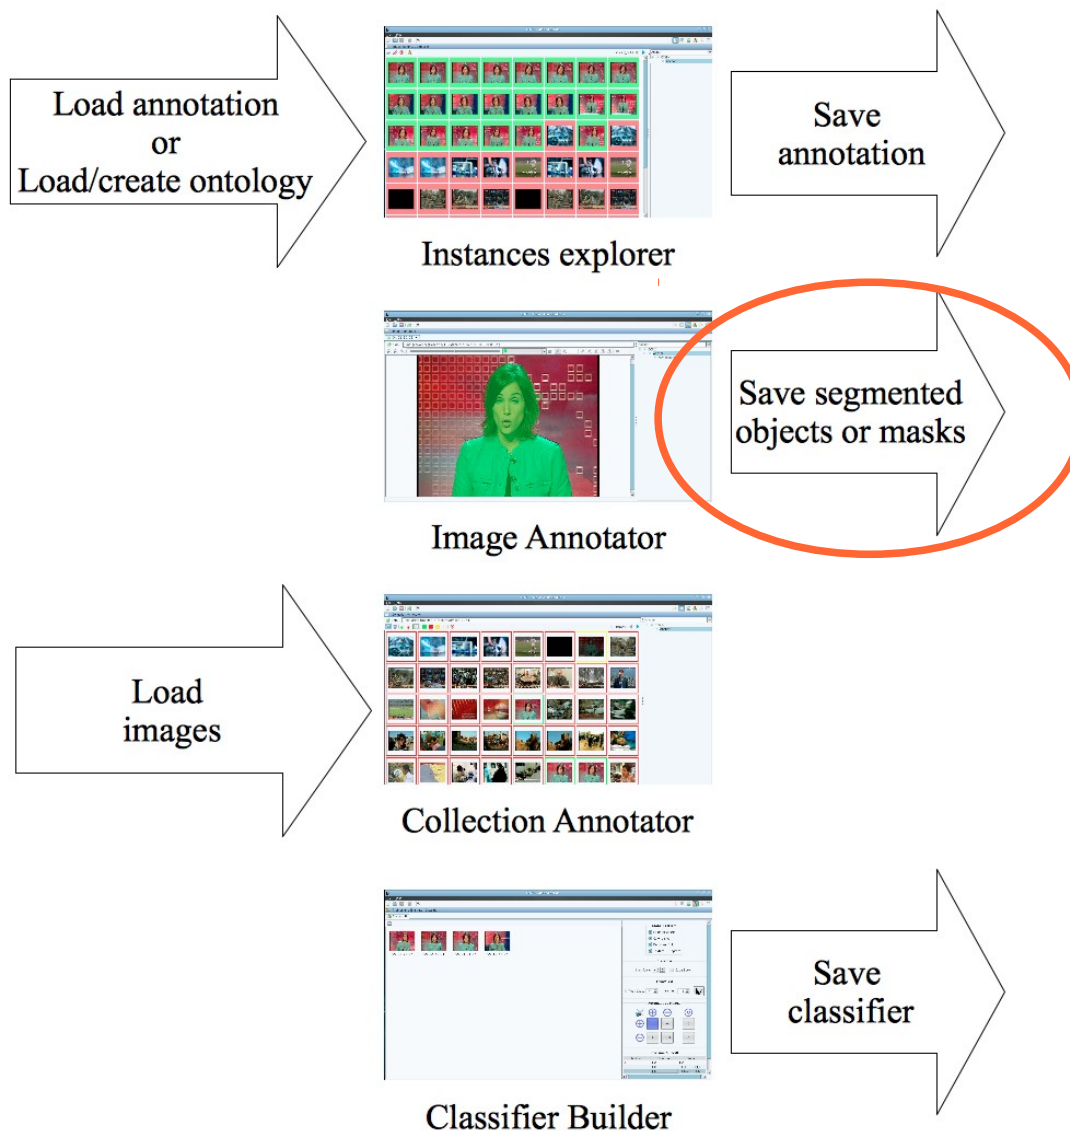 Load annotation
or
Load/create ontology
Save
annotation
Instances explorer
Save segmented
objects or masks
Image Annotator
Load
images
Collection Annotator
Save
classifier
Classifier Builder